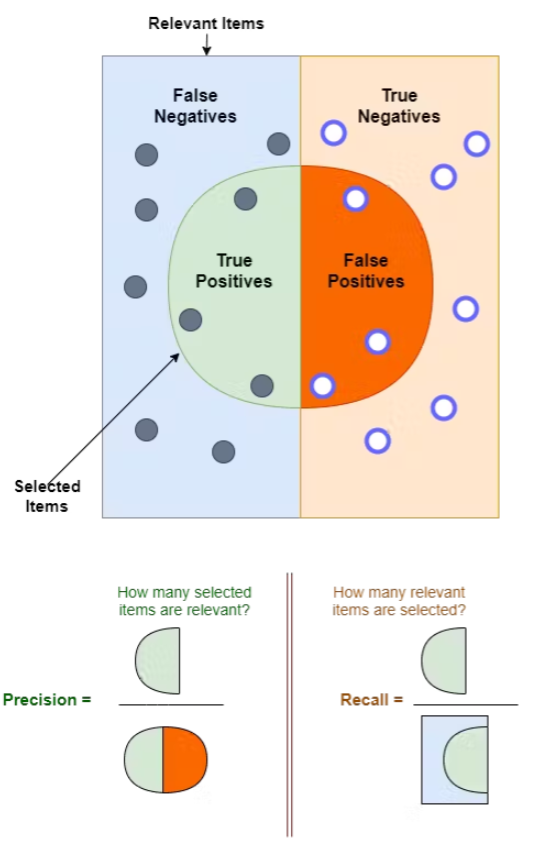 Relevant Items
False
Negatives
True
Negatives
True
Positives
False
Positives
Selected
Items
How many selected
items are relevant?
Precision =
How many relevant
items are selected?
Recall =